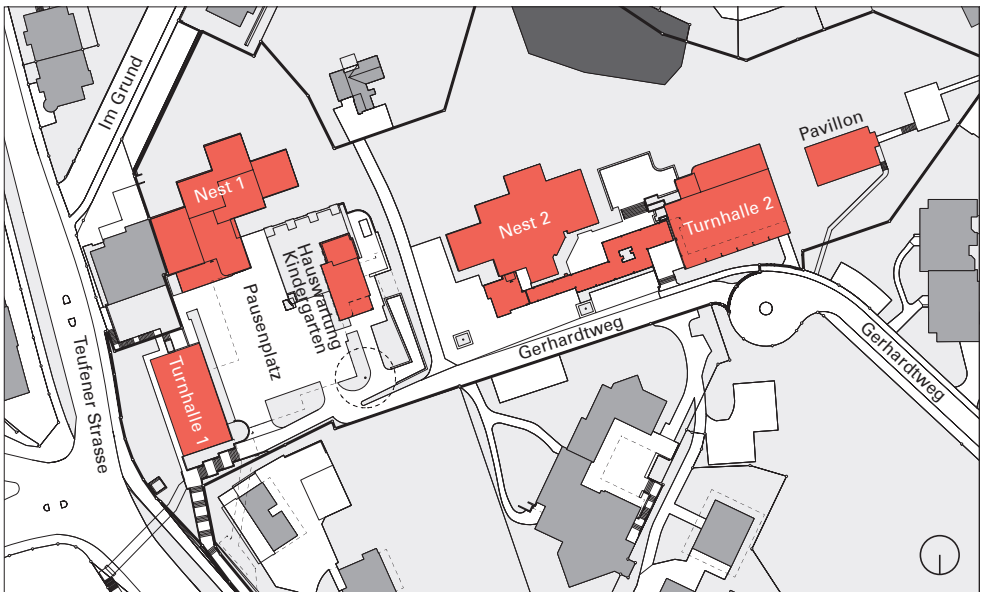 Im Grund
Pavillon
Nest 1
Nest 2
Turnhalle 2
Hauswartung
Kindergarten
Pausenplatz
Gerhardtweg
Gerhardtweg
Teufener Strasse
Turnhalle 1